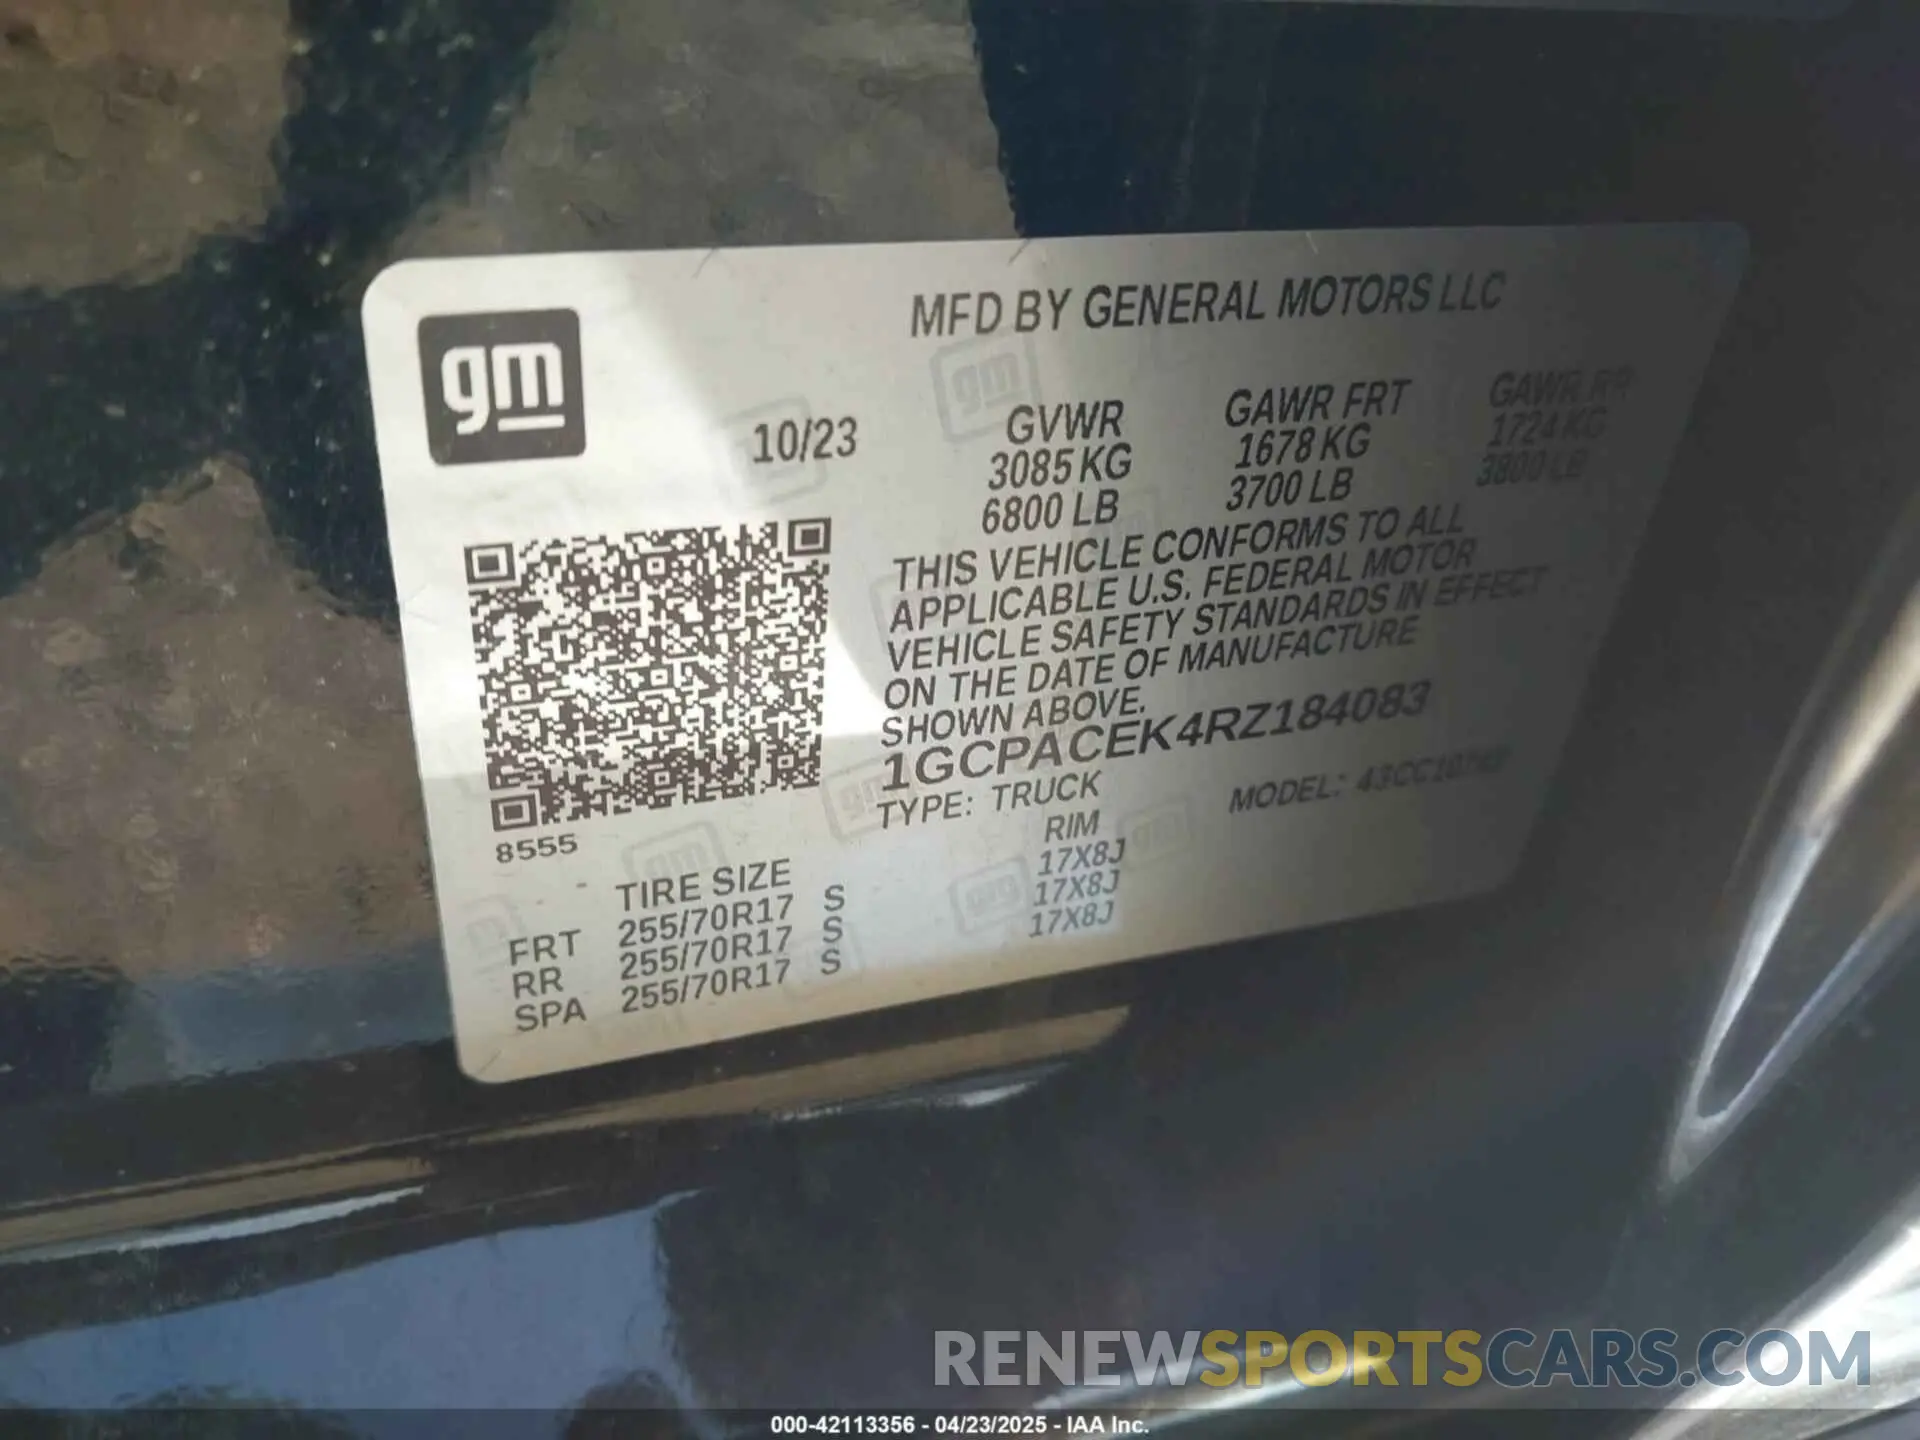 MFD BY GENERAL MOTORS LLC
gm
10/23
GVWR GAWR FRT GAWR RR
3085 KG 1678 KG 1724 KG
6800 LB 3700 LB 3800 LB
THIS VEHICLE CONFORMS TO ALL
APPLICABLE U.S. FEDERAL MOTOR
VEHICLE SAFETY STANDARDS IN EFFECT
ON THE DATE OF MANUFACTURE
SHOWN ABOVE.
1GCPACEK4RZ184083
TYPE: TRUCK MODEL:
8555
TIRE SIZE RIM
FRT 255/70R17 S 17X8J
RR 255/70R17 S 17X8J
SPA 255/70R17 S 17X8J
RENEWSPORTSCARS.COM
000-42113356 - 04/23/2025 - IAA Inc.